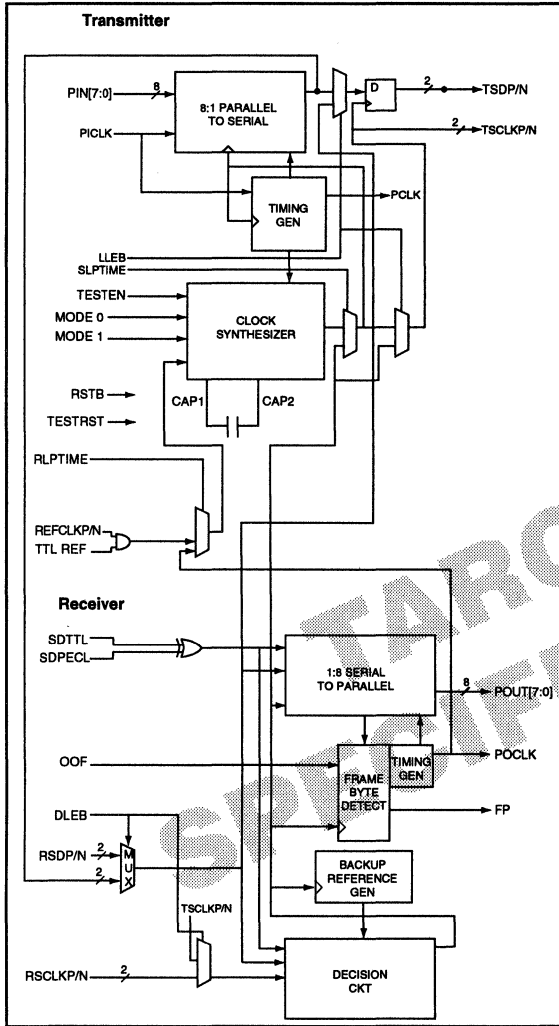 Transmitter
PIN[7:0]
8
8:1 PARALLEL
TO SERIAL
D
2
TSDP/N
PICLK
2
TSCLKP/N
TIMING
GEN
PCLK
LLEB
SLPTIME
TESTEN
MODE 0
MODE 1
CLOCK
SYNTHESIZER
RSTB
CAP1
CAP2
TESTRST
RLPTIME
REFCLKP/N
TTL REF
Receiver
SDTTL
SDPECL
1:8 SERIAL
TO PARALLEL
8
POUT[7:0]
OOF
FRAME
BYTE
DETECT
TIMING
GEN
POCLK
FP
DLEB
RSDP/N
2
2
MUX
BACKUP
REFERENCE
GEN
TSCLKP/N
RSCLKP/N
2
DECISION
CKT
TARG
SPECIF